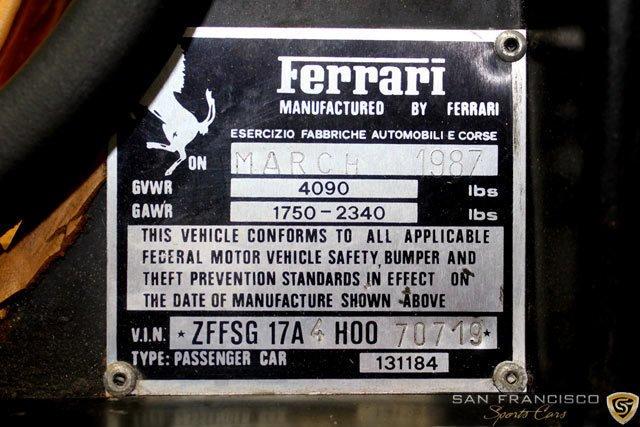 Ferrari
MANUFACTURED BY FERRARI
ESERCIZIO FABBRICHE AUTOMOBILI E CORSE
ON MARCH 1987
GVWR 4090 lbs
GAWR 1750-2340 lbs
THIS VEHICLE CONFORMS TO ALL APPLICABLE
FEDERAL MOTOR VEHICLE SAFETY, BUMPER AND
THEFT PREVENTION STANDARDS IN EFFECT ON
THE DATE OF MANUFACTURE SHOWN ABOVE
V.I.N. * ZFFSG 17A 4 H00 70719 *
TYPE: PASSENGER CAR 131184
SAN FRANCISCO
Sports Cars